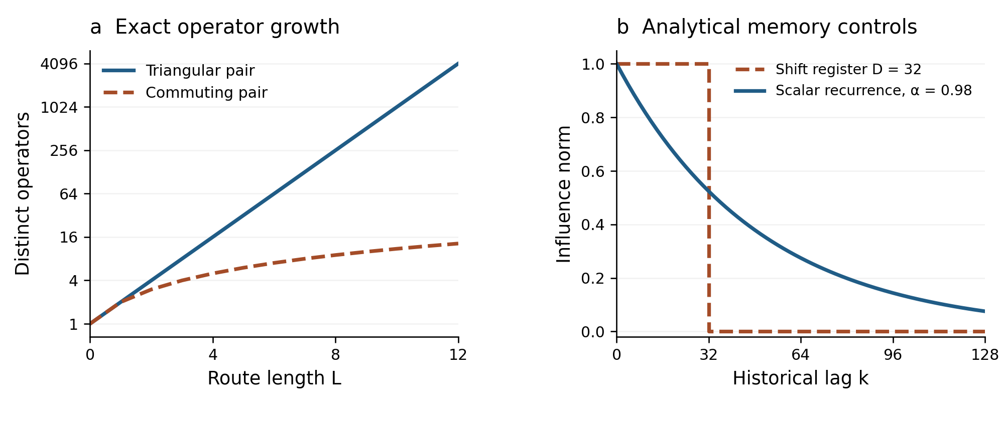 a Exact operator growth
Distinct operators
4096
1024
256
64
16
4
1
Triangular pair
Commuting pair
0 4 8 12
Route length L
b Analytical memory controls
Influence norm
1.0
0.8
0.6
0.4
0.2
0.0
Shift register D = 32
Scalar recurrence, α = 0.98
0 32 64 96 128
Historical lag k